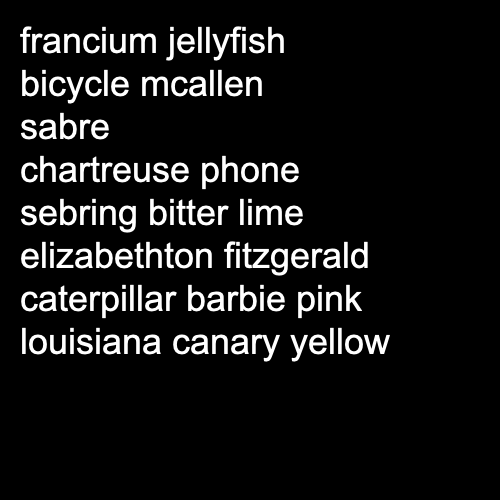 francium jellyfish
bicycle mcallen
sabre
chartreuse phone
sebring bitter lime
elizabethton fitzgerald
caterpillar barbie pink
louisiana canary yellow